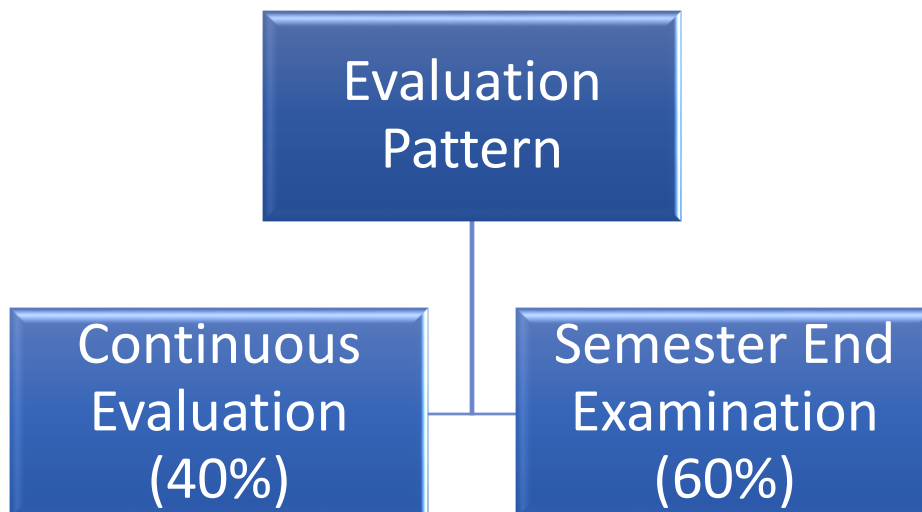 Evaluation
Pattern
Continuous
Evaluation
(40%)
Semester End
Examination
(60%)